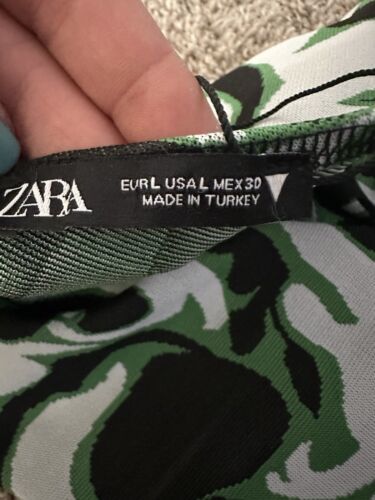 ZARA
EUR L USA L MEX 30
MADE IN TURKEY